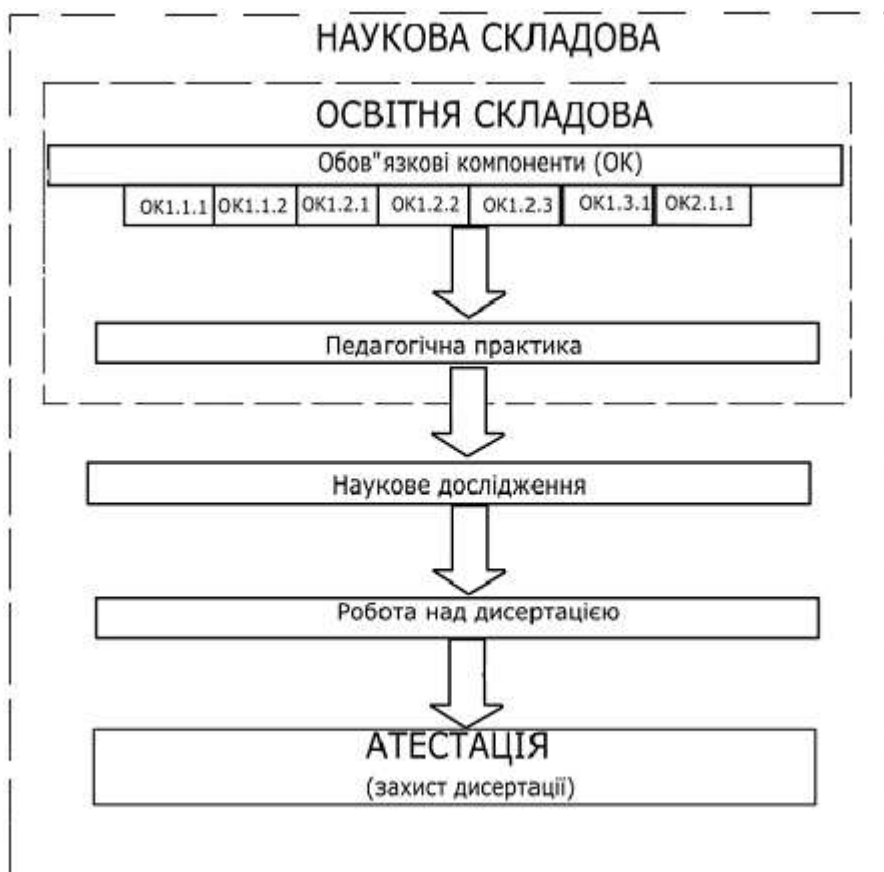 НАУКОВА СКЛАДОВА
ОСВІТНЯ СКЛАДОВА
Обов"язкові компоненти (ОК)
ОК1.1.1 ОК1.1.2 ОК1.2.1 ОК1.2.2 ОК1.2.3 ОК1.3.1 ОК2.1.1
Педагогічна практика
Наукове дослідження
Робота над дисертацією
АТЕСТАЦІЯ
(захист дисертації)